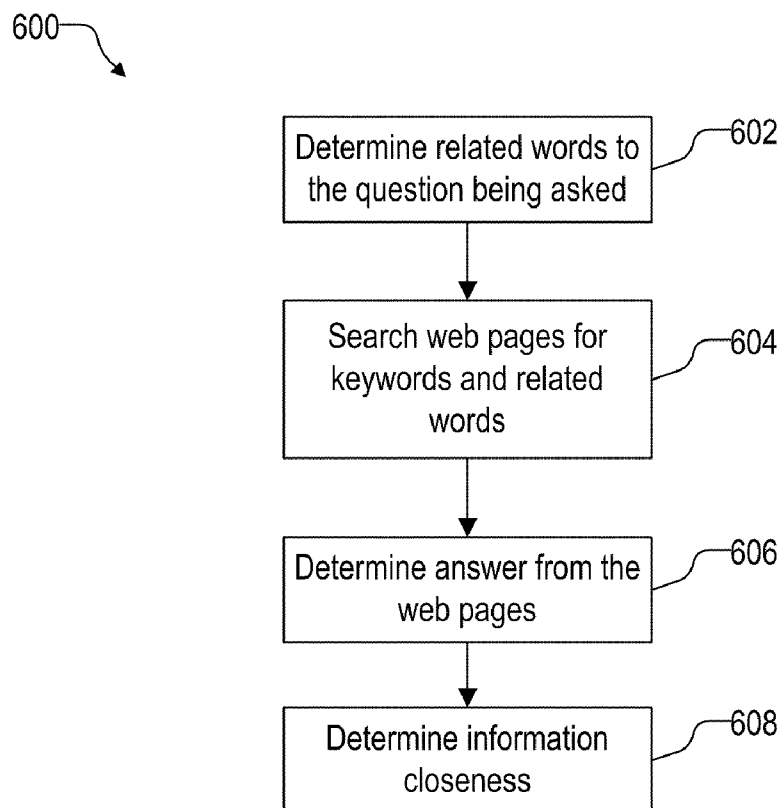 600
602
Determine related words to
the question being asked
604
Search web pages for
keywords and related
words
606
Determine answer from the
web pages
608
Determine information
closeness